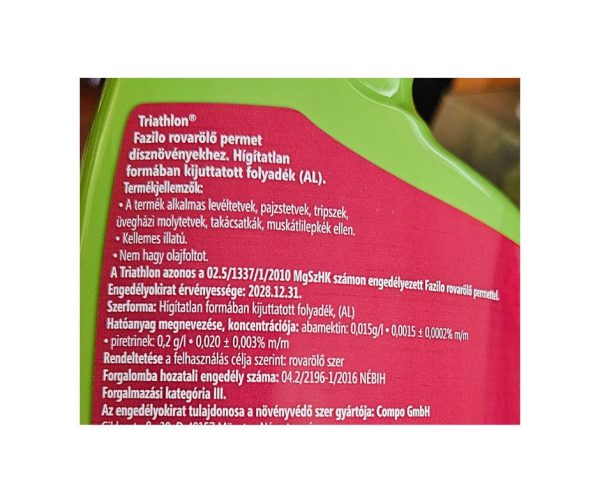 Triathlon®
Fazilo rovarölő permet
dísznövényekhez. Hígítatlan
formában kijuttatott folyadék (AL).
Termékjellemzők:
• A termék alkalmas levéltetvek, pajzstetvek, tripszek,
üvegházi molytetvek, takácsatkák, muskátlilepkék ellen.
• Kellemes illatú.
• Nem hagy olajfoltot.
A Triathlon azonos a 02.5/1337/1/2010 MgSzHK számon engedélyezett Fazilo rovarölő permettel.
Engedélyokirat érvényessége: 2028.12.31.
Szerforma: Hígítatlan formában kijuttatott folyadék, (AL)
Hatóanyag megnevezése, koncentrációja: abamektin: 0,015g/l • 0,0015 ± 0,0002% m/m
• piretrinek: 0,2 g/l • 0,020 ± 0,003% m/m
Rendeltetése a felhasználás célja szerint: rovarölő szer
Forgalomba hozatali engedély száma: 04.2/2196-1/2016 NÉBIH
Forgalmazási kategória III.
Az engedélyokirat tulajdonosa a növényvédő szer gyártója: Compo GmbH